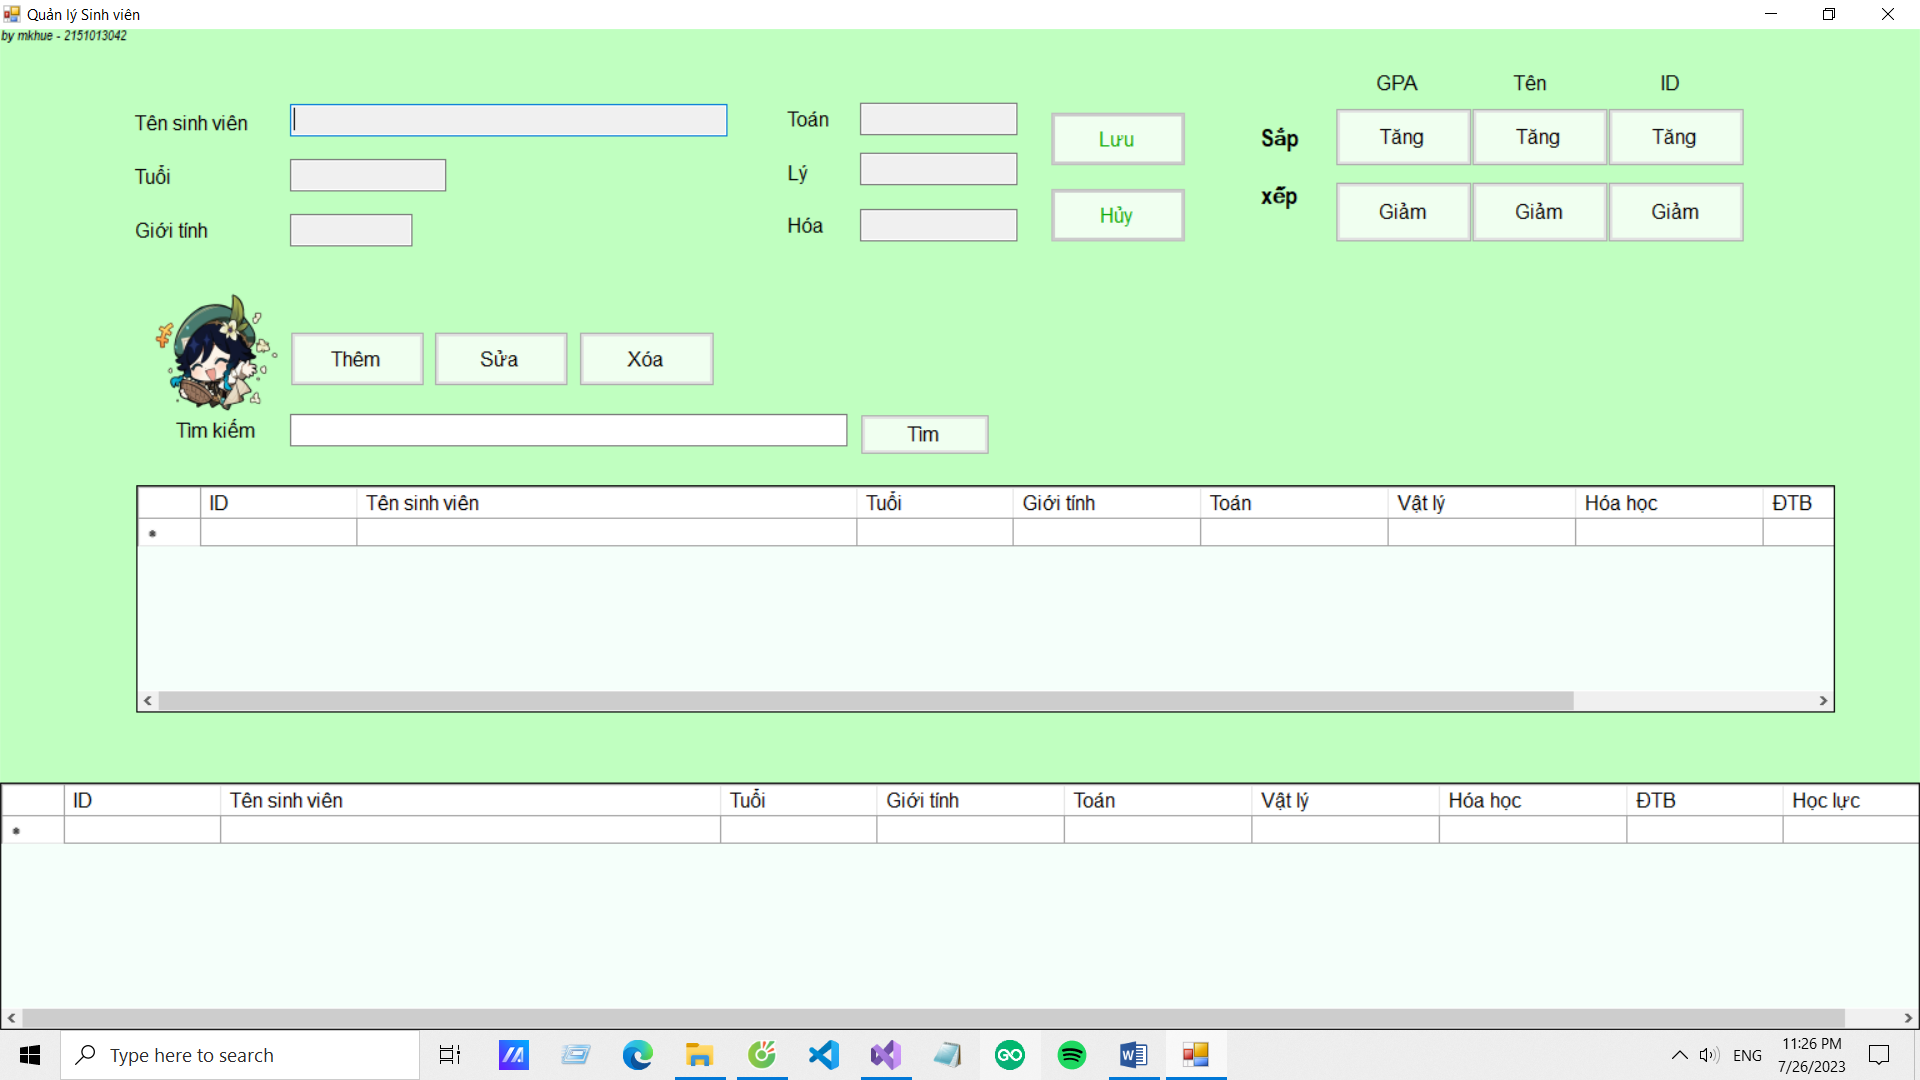 Quản lý Sinh viên
by mkhue - 2151013042
GPA Tên ID
Tên sinh viên
Toán
Lưu
Sắp
Tăng Tăng Tăng
Tuổi
Lý
xếp
Giới tính
Hóa
Hủy
Giảm Giảm Giảm
Thêm Sửa Xóa
Tìm kiếm
Tìm
ID Tên sinh viên Tuổi Giới tính Toán Vật lý Hóa học ĐTB
ID Tên sinh viên Tuổi Giới tính Toán Vật lý Hóa học ĐTB Học lực
Type here to search
GO
ENG
11:26 PM
7/26/2023